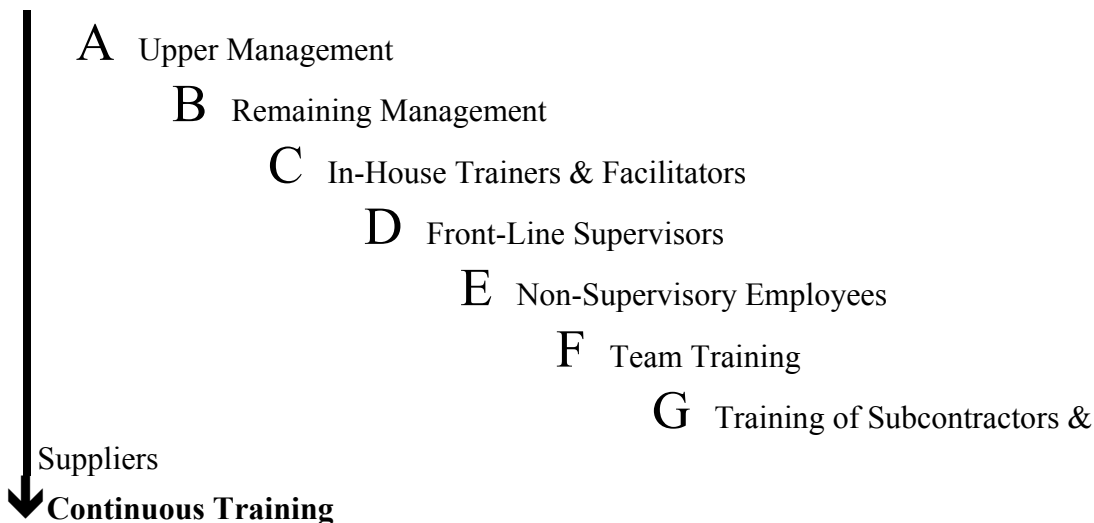 A Upper Management
B Remaining Management
C In-House Trainers & Facilitators
D Front-Line Supervisors
E Non-Supervisory Employees
F Team Training
G Training of Subcontractors &
Suppliers
Continuous Training